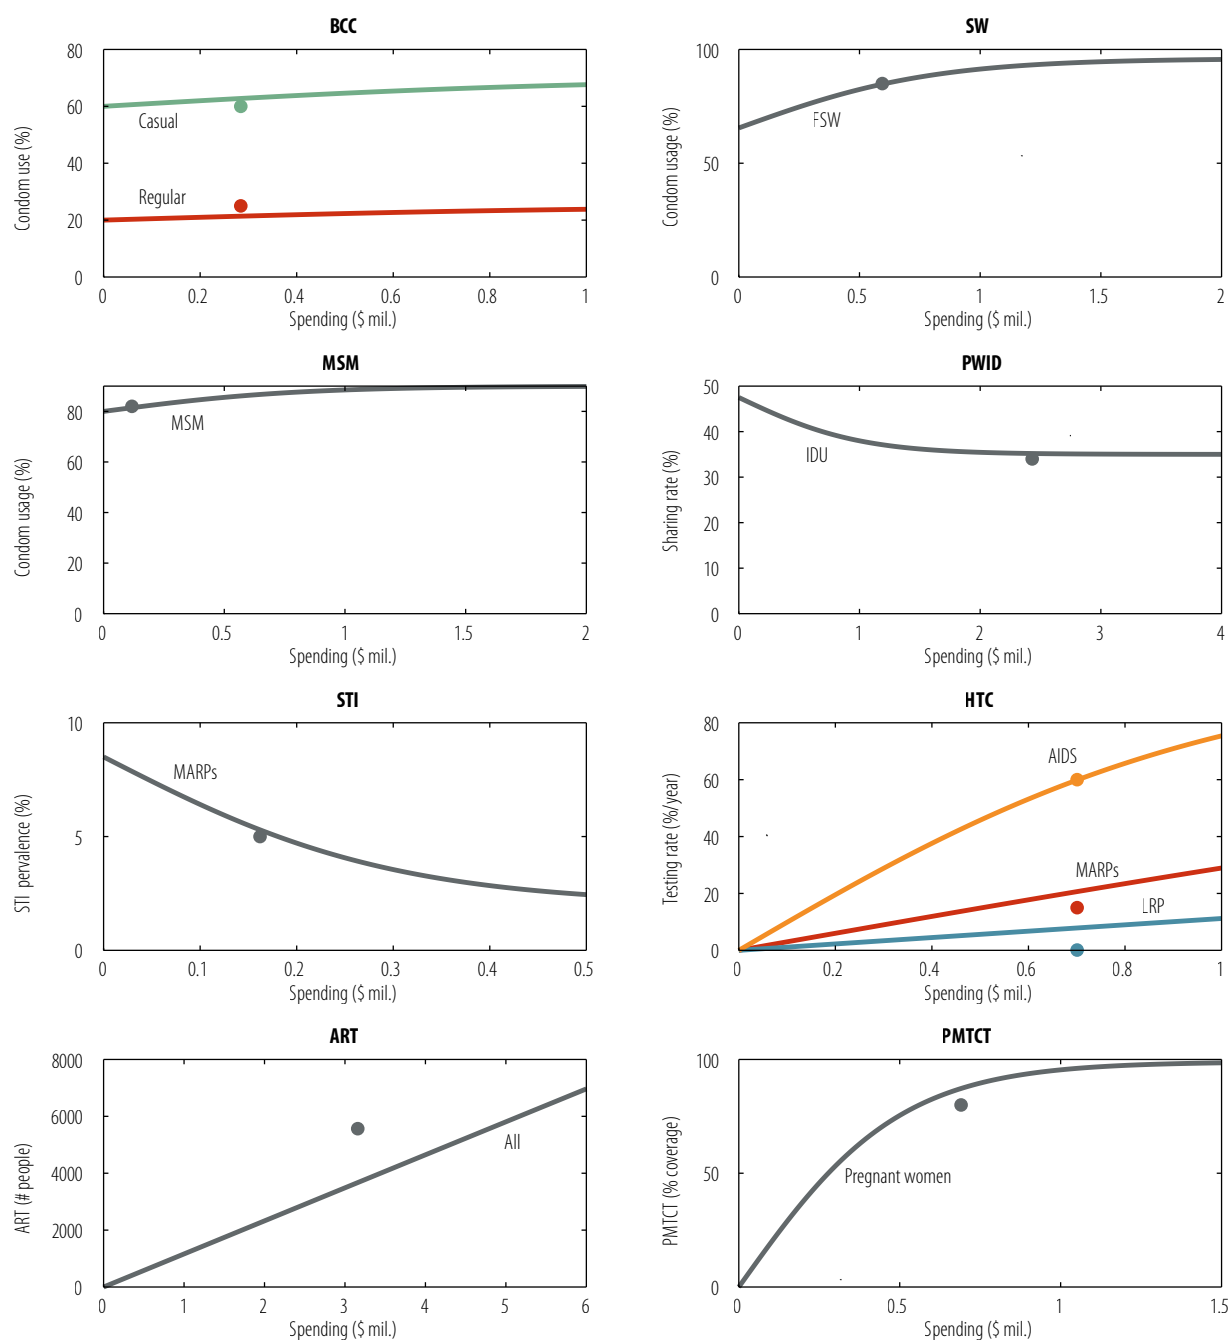 BCC
Condom use (%)
80
60
40
20
0
Casual
Regular
0 0.2 0.4 0.6 0.8 1
Spending ($ mil.)
SW
Condom usage (%)
100
50
0
FSW
0 0.5 1 1.5 2
Spending ($ mil.)
MSM
Condom usage (%)
80
60
40
20
0
MSM
0 0.5 1 1.5 2
Spending ($ mil.)
PWID
Sharing rate (%)
50
40
30
20
10
0
IDU
0 1 2 3 4
Spending ($ mil.)
STI
STI pervalence (%)
10
5
0
MARPs
0 0.1 0.2 0.3 0.4 0.5
Spending ($ mil.)
HTC
Testing rate (%/year)
80
60
40
20
0
AIDS
MARPs
LRP
0 0.2 0.4 0.6 0.8 1
Spending ($ mil.)
ART
ART (# people)
8000
6000
4000
2000
0
All
0 1 2 3 4 5 6
Spending ($ mil.)
PMTCT
PMTCT (% coverage)
100
50
0
Pregnant women
0 0.5 1 1.5
Spending ($ mil.)